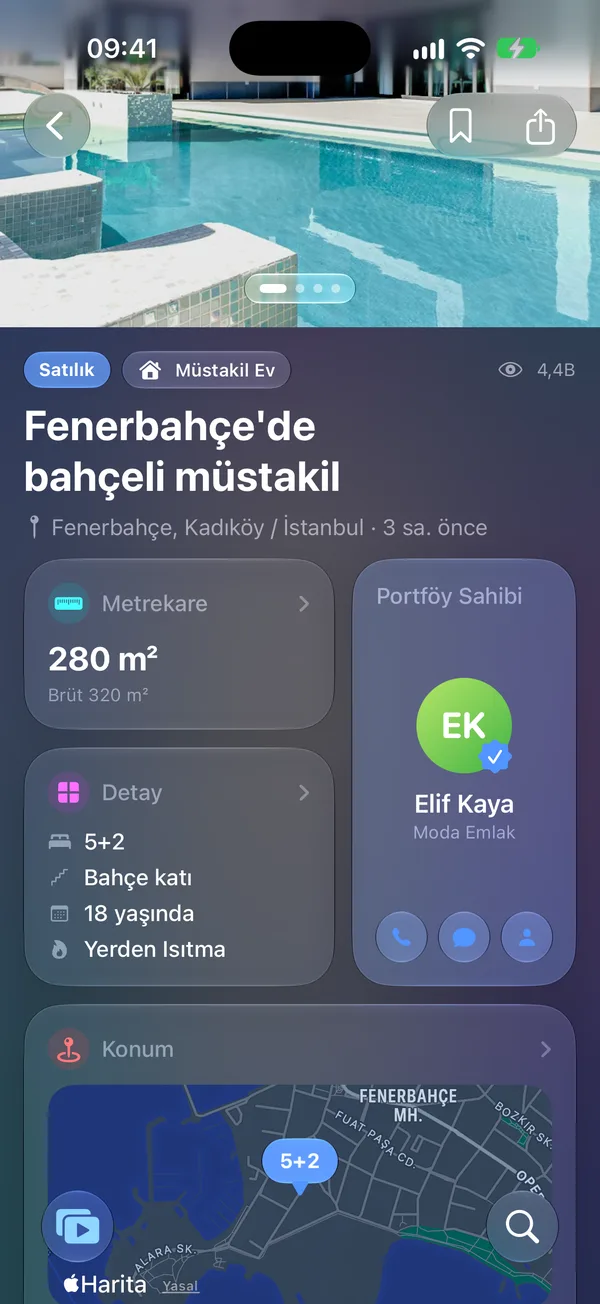 09:41
Satılık
Müstakil Ev
4,4B
Fenerbahçe'de
bahçeli müstakil
Fenerbahçe, Kadıköy / İstanbul · 3 sa. önce
Metrekare
280 m²
Brüt 320 m²
Detay
5+2
Bahçe katı
18 yaşında
Yerden Isıtma
Portföy Sahibi
EK
Elif Kaya
Moda Emlak
Konum
FENERBAHÇE
MH.
FUAT PAŞA CD.
BOZKIR SK.
5+2
OPE
ALARA SK.
Harita
Yasal